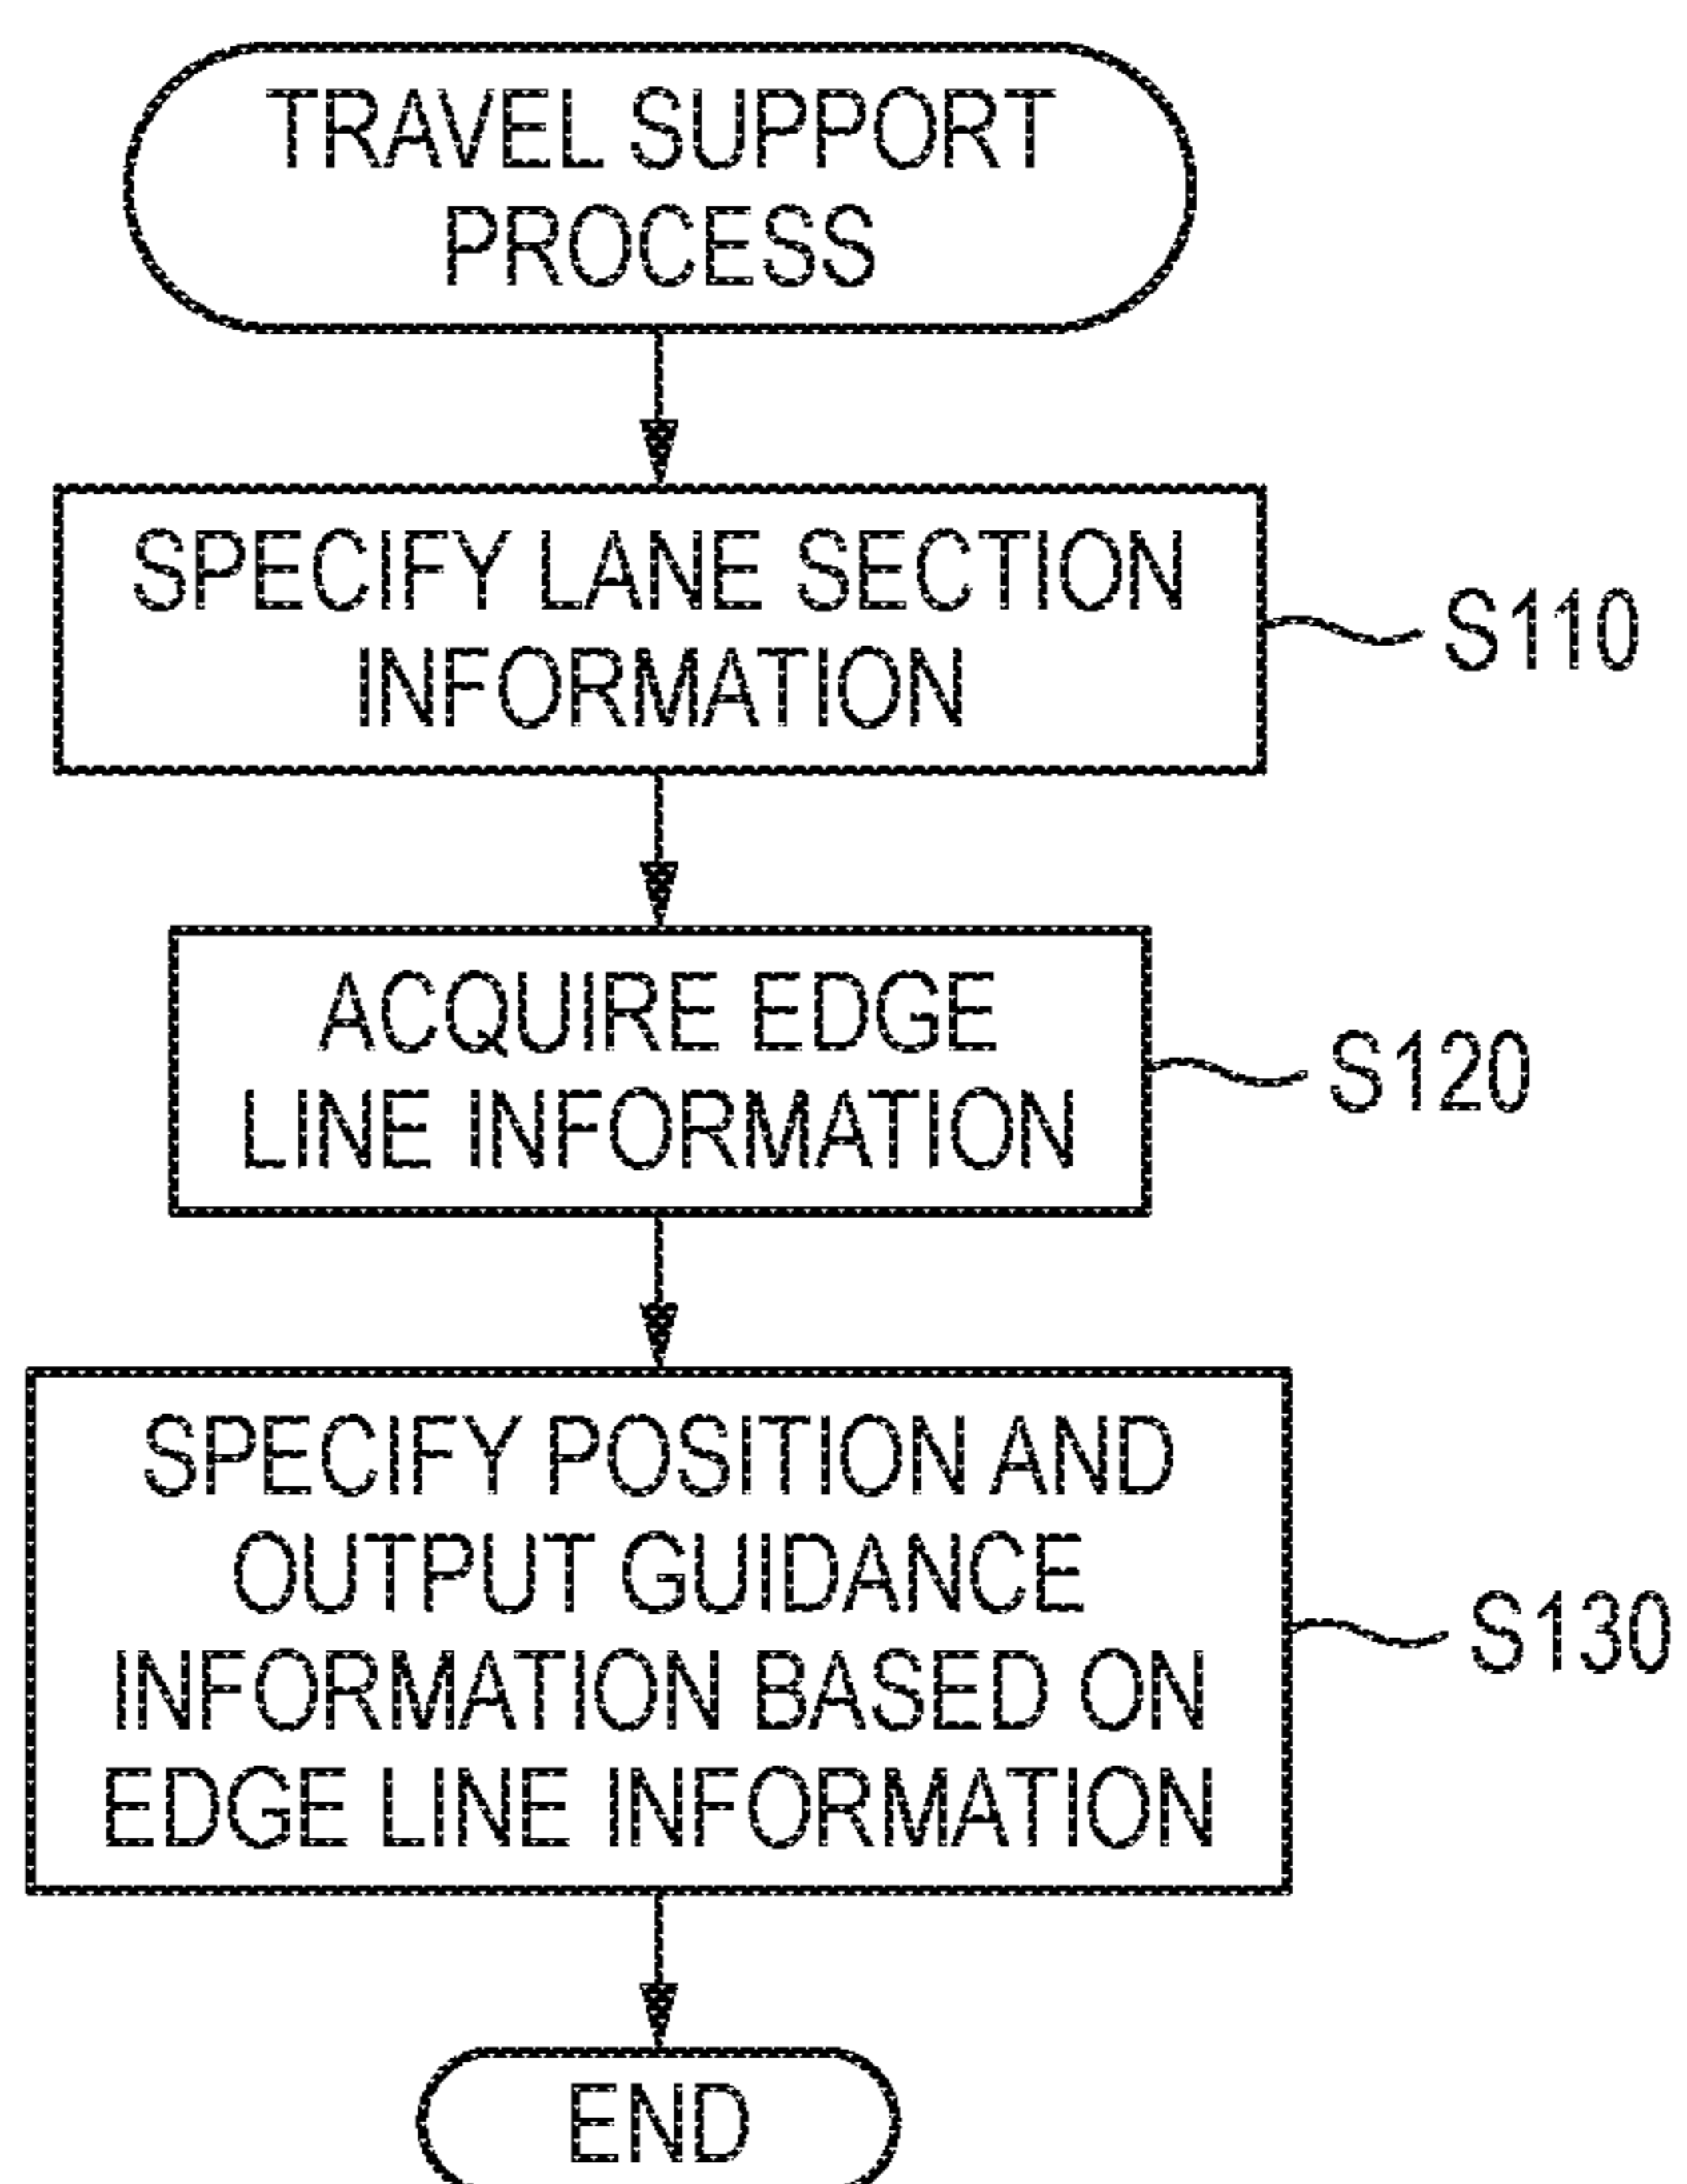 TRAVEL SUPPORT
PROCESS
SPECIFY LANE SECTION
INFORMATION
S110
ACQUIRE EDGE
LINE INFORMATION
S120
SPECIFY POSITION AND
OUTPUT GUIDANCE
INFORMATION BASED ON
EDGE LINE INFORMATION
S130
END